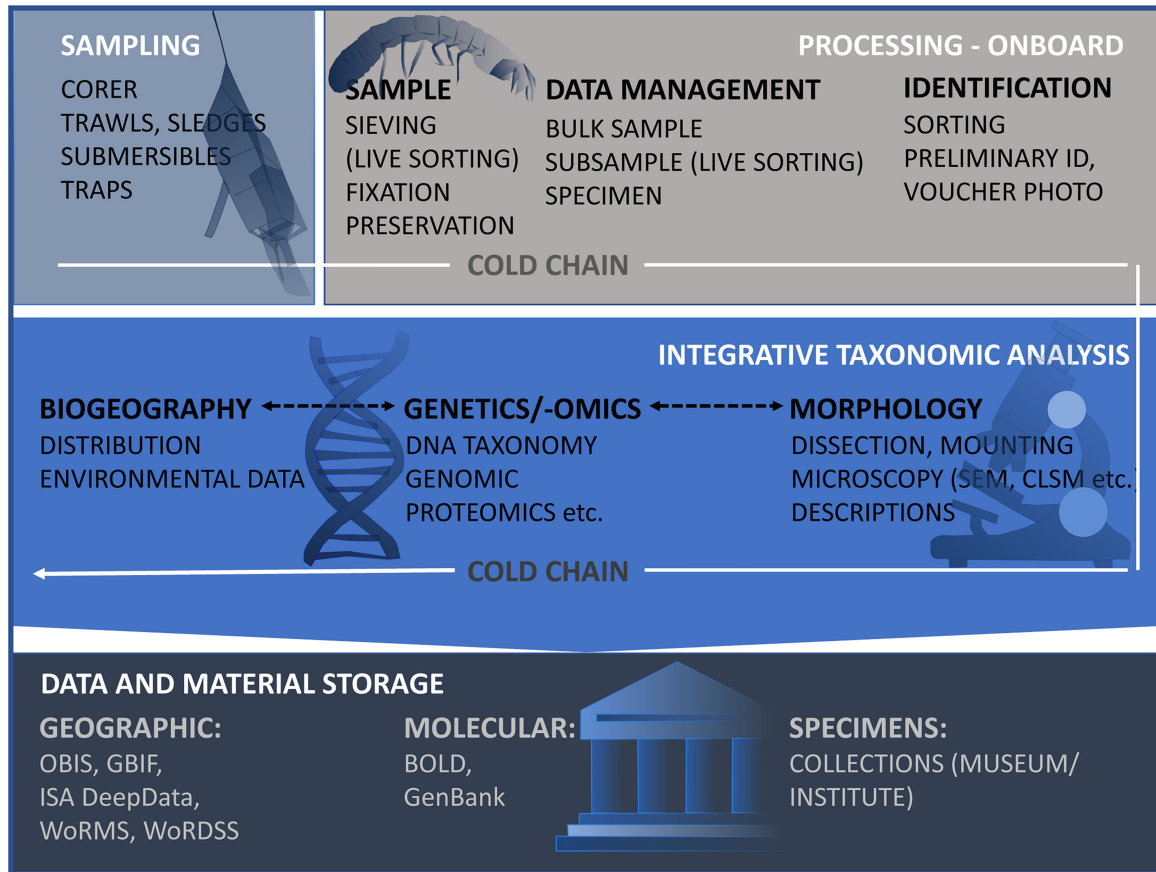 SAMPLING
CORER
TRAWLS, SLEDGES
SUBMERSIBLES
TRAPS
PROCESSING - ONBOARD
SAMPLE
SIEVING
(LIVE SORTING)
FIXATION
PRESERVATION
DATA MANAGEMENT
BULK SAMPLE
SUBSAMPLE (LIVE SORTING)
SPECIMEN
IDENTIFICATION
SORTING
PRELIMINARY ID,
VOUCHER PHOTO
COLD CHAIN
INTEGRATIVE TAXONOMIC ANALYSIS
BIOGEOGRAPHY
DISTRIBUTION
ENVIRONMENTAL DATA
GENETICS/-OMICS
DNA TAXONOMY
GENOMIC
PROTEOMICS etc.
MORPHOLOGY
DISSECTION, MOUNTING
MICROSCOPY (SEM, CLSM etc.)
DESCRIPTIONS
COLD CHAIN
DATA AND MATERIAL STORAGE
GEOGRAPHIC:
OBIS, GBIF,
ISA DeepData,
WoRMS, WoRDSS
MOLECULAR:
BOLD,
GenBank
SPECIMENS:
COLLECTIONS (MUSEUM/
INSTITUTE)